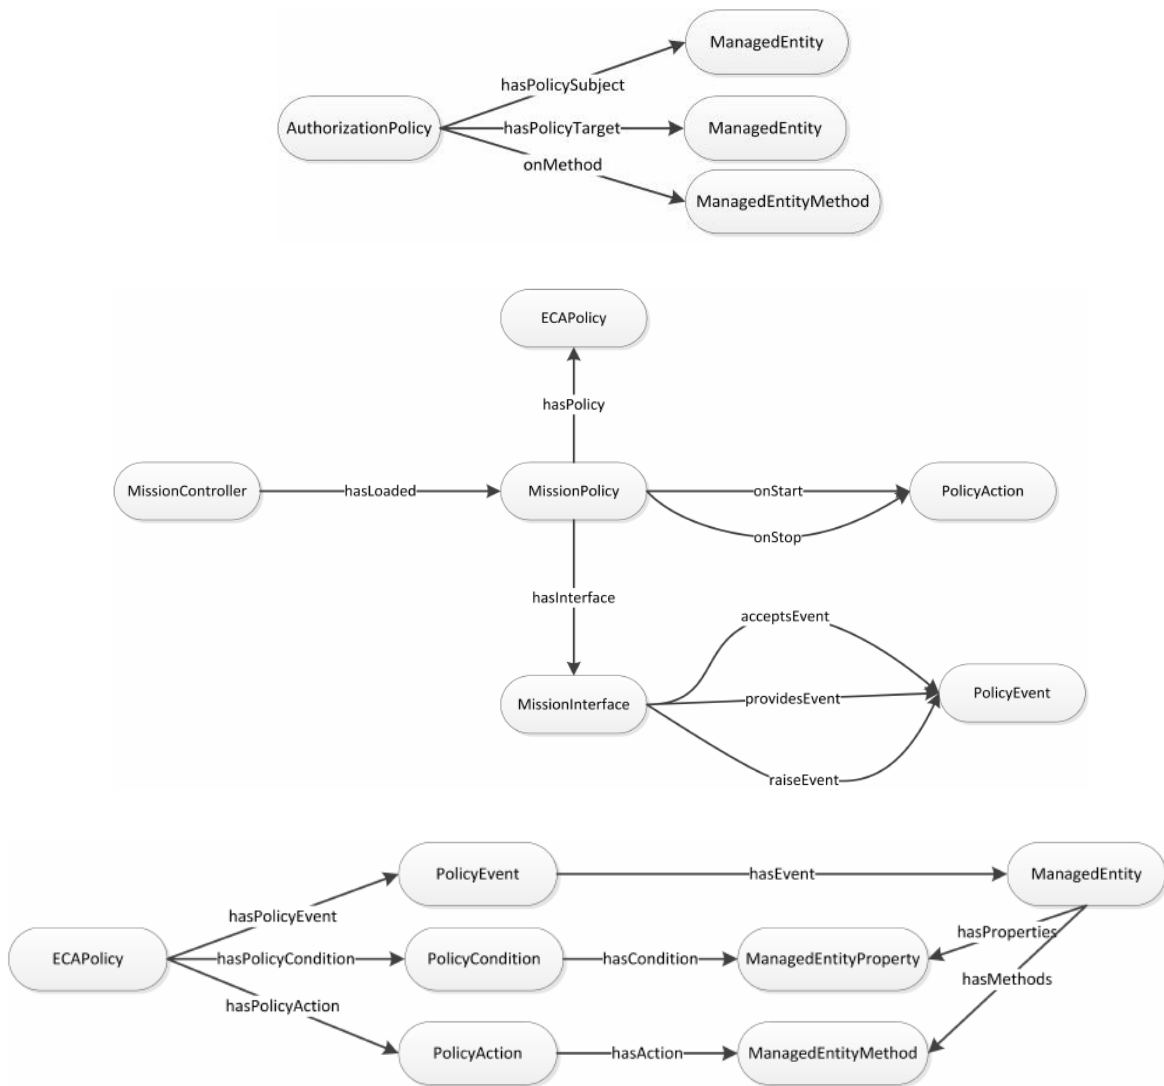 ManagedEntity
hasPolicySubject
AuthorizationPolicy
hasPolicyTarget
ManagedEntity
onMethod
ManagedEntityMethod
ECAPolicy
hasPolicy
MissionController
hasLoaded
MissionPolicy
onStart
PolicyAction
onStop
hasInterface
acceptsEvent
MissionInterface
providesEvent
PolicyEvent
raiseEvent
PolicyEvent
hasEvent
ManagedEntity
hasPolicyEvent
hasProperties
ECAPolicy
hasPolicyCondition
PolicyCondition
hasCondition
ManagedEntityProperty
hasMethods
hasPolicyAction
PolicyAction
hasAction
ManagedEntityMethod